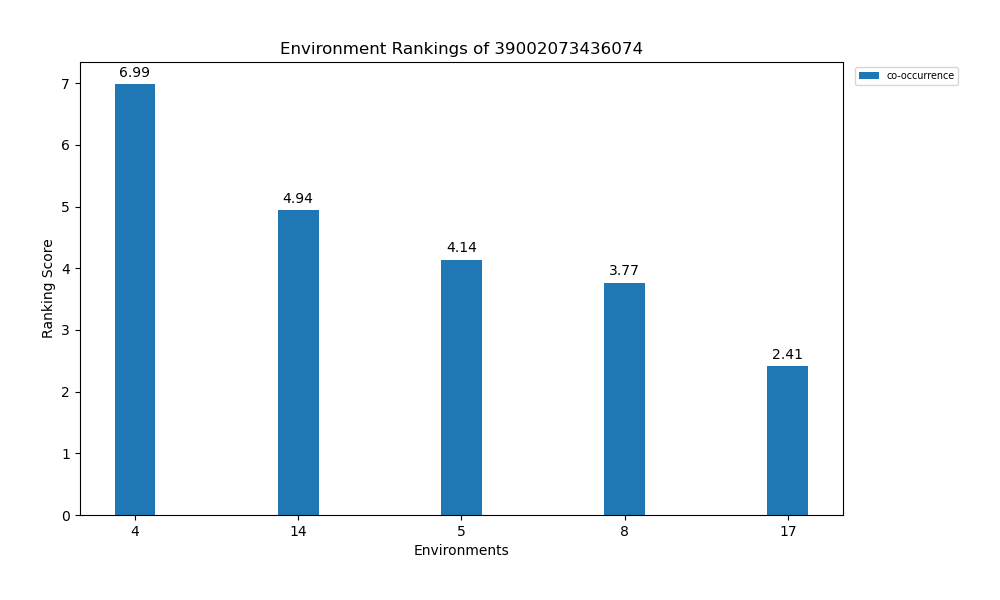 Environment Rankings of 39002073436074
co-occurrence
Ranking Score
7
6
5
4
3
2
1
0
6.99
4.94
4.14
3.77
2.41
4 14 5 8 17
Environments